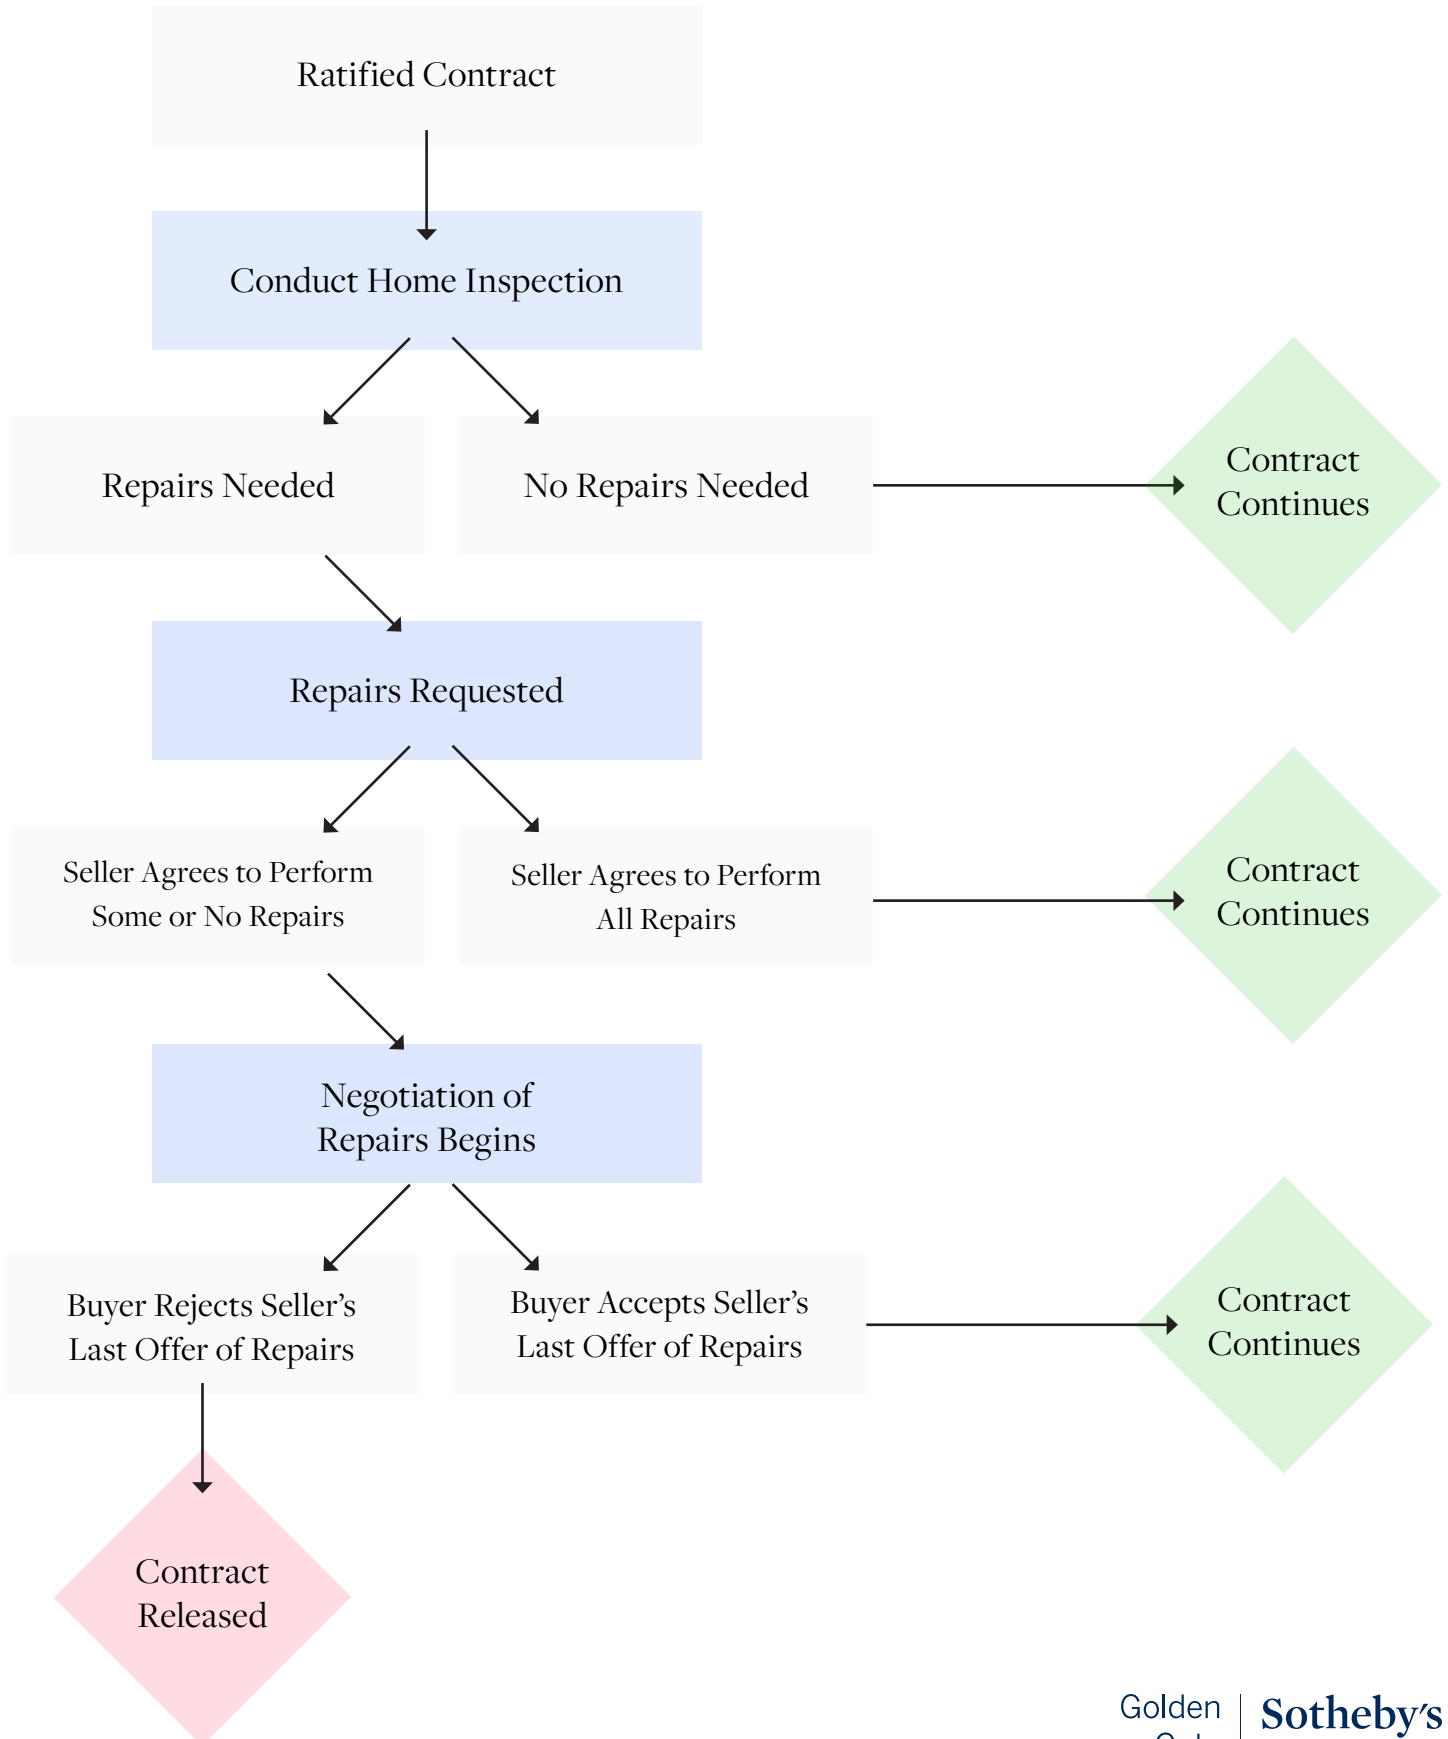 Ratified Contract
Conduct Home Inspection
Repairs Needed
No Repairs Needed
Contract
Continues
Repairs Requested
Seller Agrees to Perform
Some or No Repairs
Seller Agrees to Perform
All Repairs
Contract
Continues
Negotiation of
Repairs Begins
Buyer Rejects Seller’s
Last Offer of Repairs
Buyer Accepts Seller’s
Last Offer of Repairs
Contract
Continues
Contract
Released
Golden
Sotheby’s